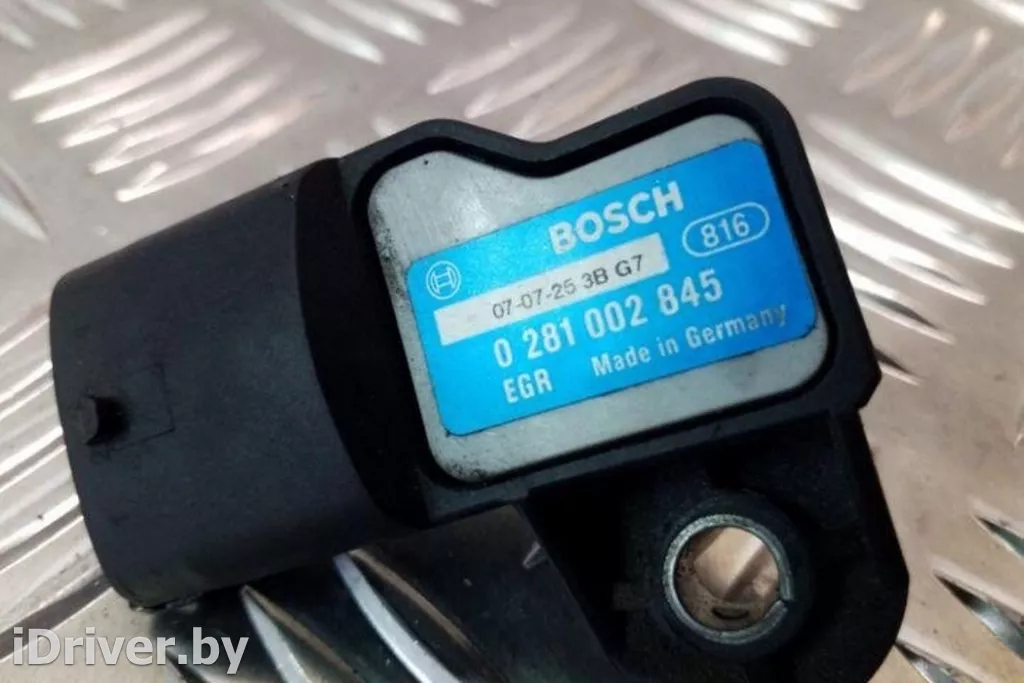 BOSCH
816
07-07-25 3B G7
0 281 002 845
EGR Made in Germany
iDriver.by